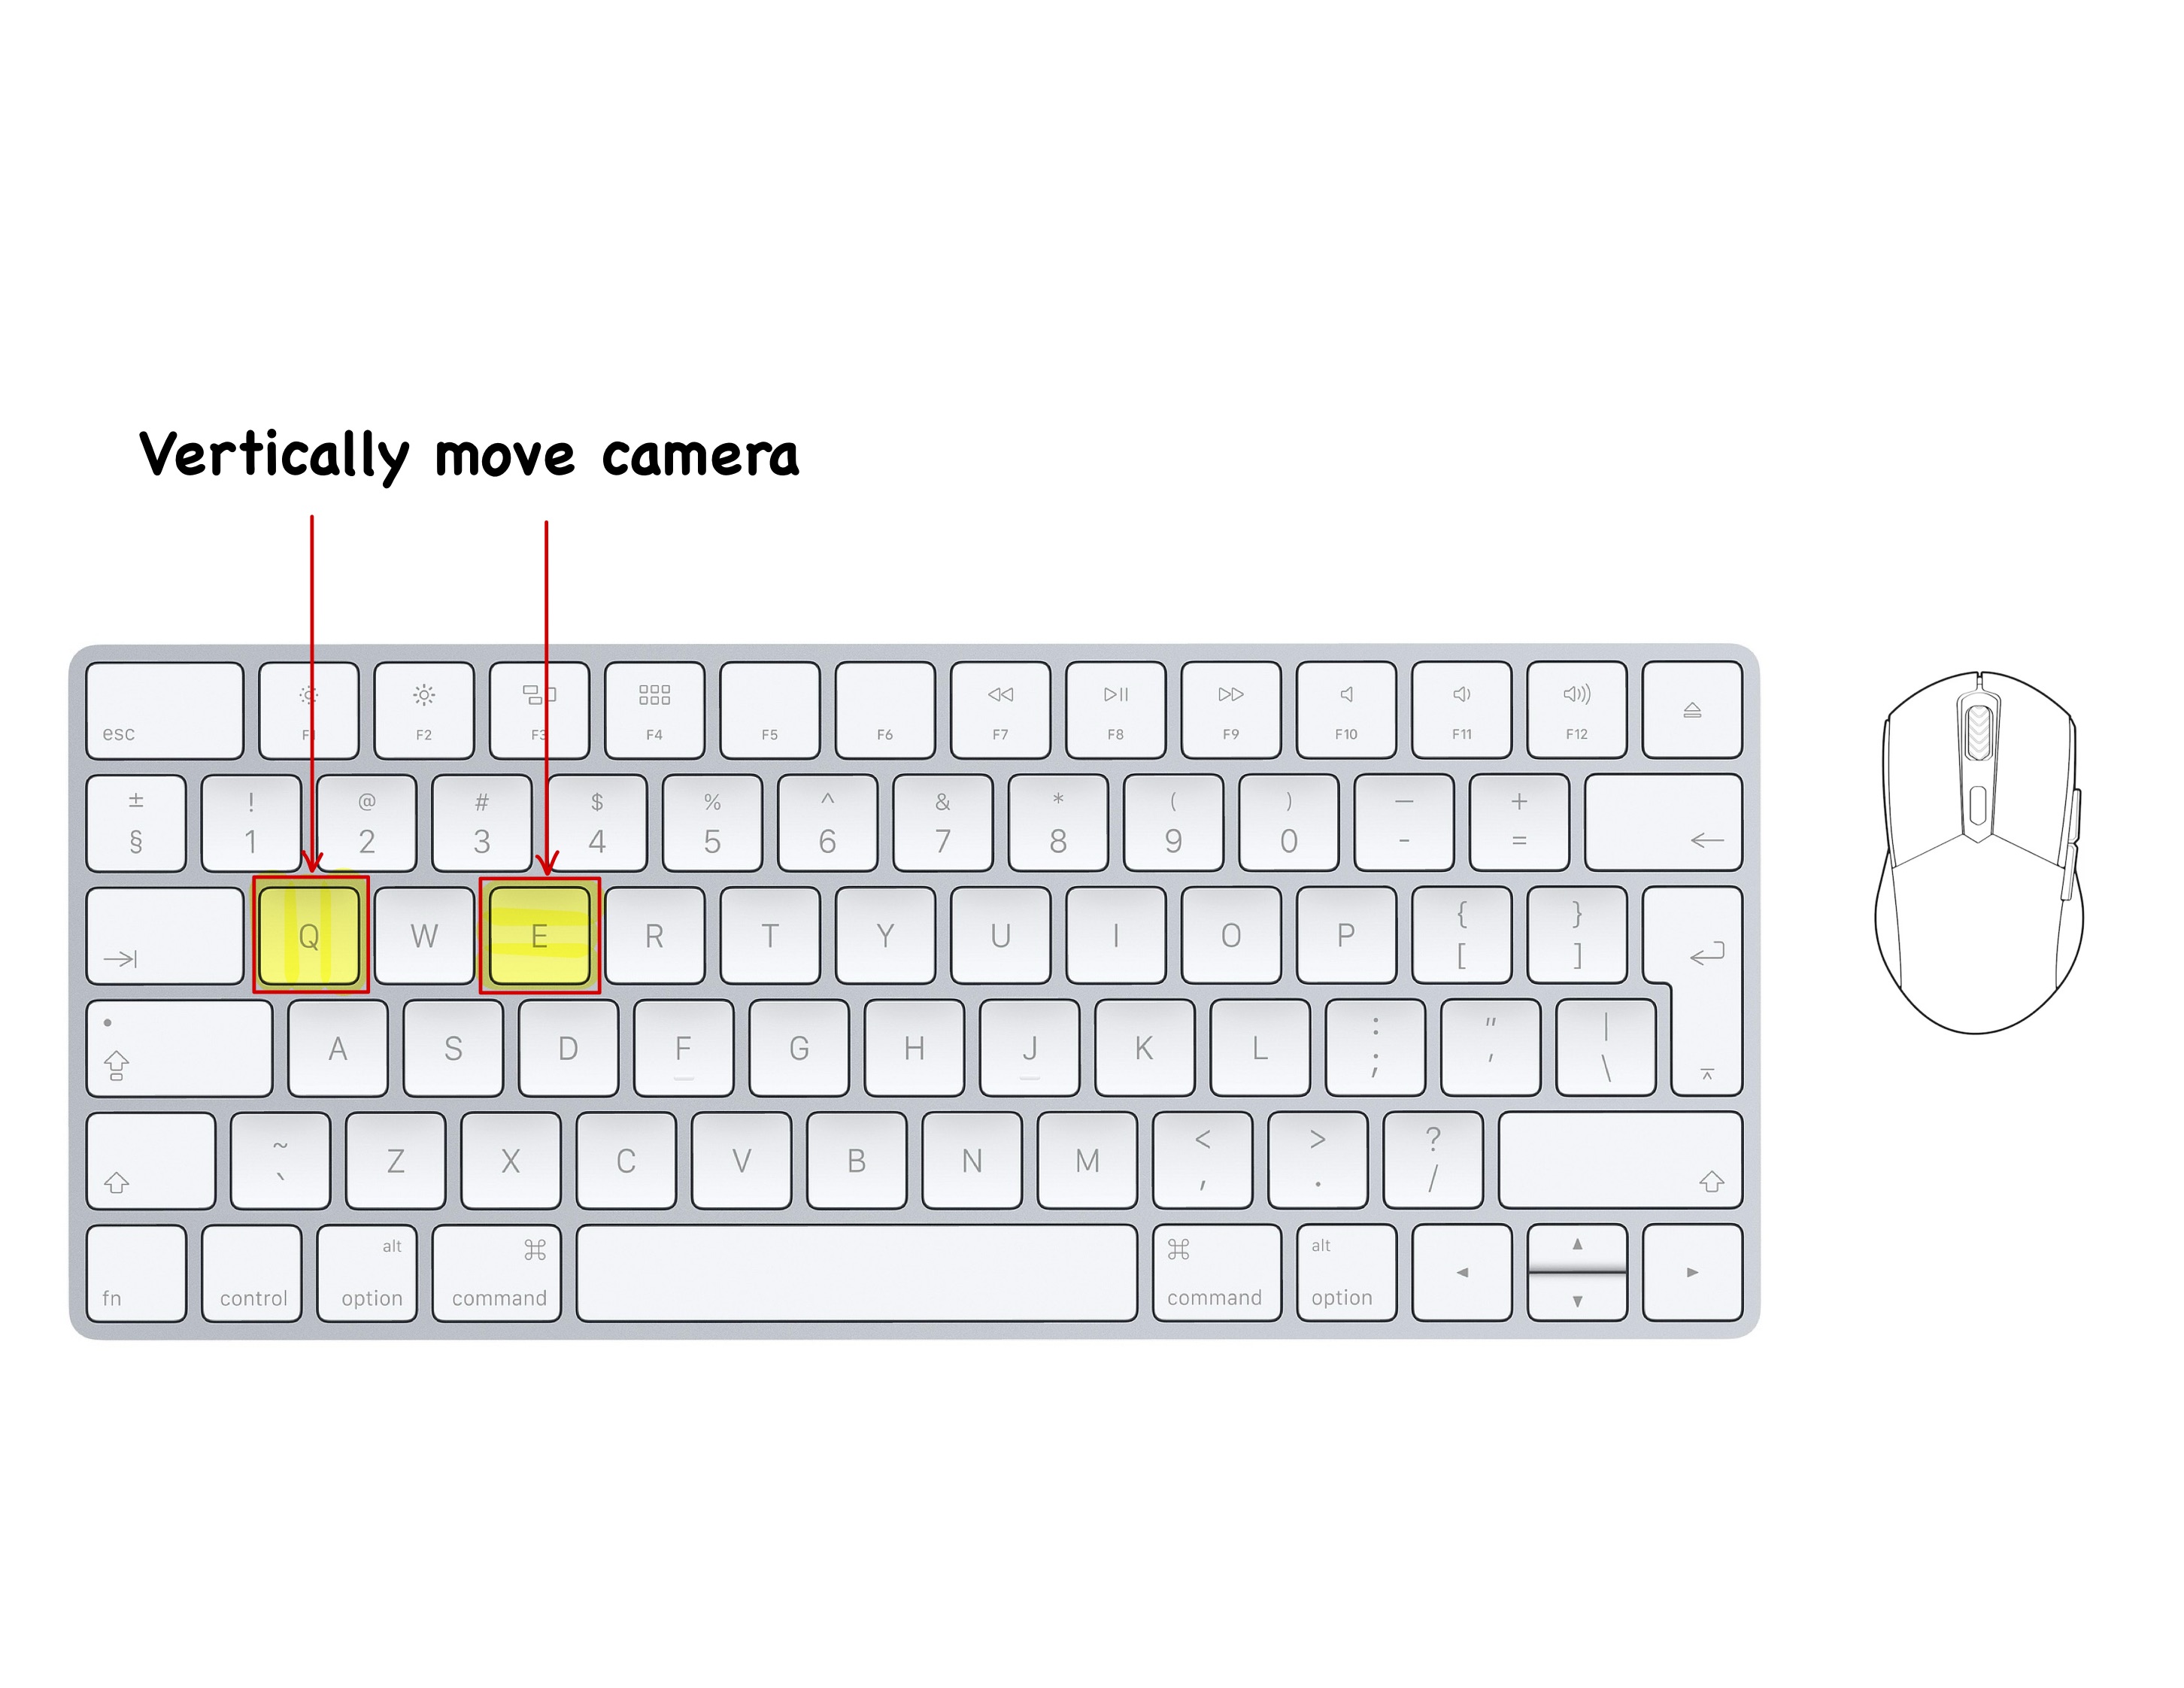 Vertically move camera
esc F1 F2 F3 F4 F5 F6 F7 F8 F9 F10 F11 F12
± ! @ # $ % ^ & * ( ) — +
§ 1 2 3 4 5 6 7 8 9 0 - =
Q W E R T Y U I O P { }
[ ]
A S D F G H J K L : " |
; ' \
~ Z X C V B N M < > ?
` , . /
alt ⌘ ⌘ alt
fn control option command command option